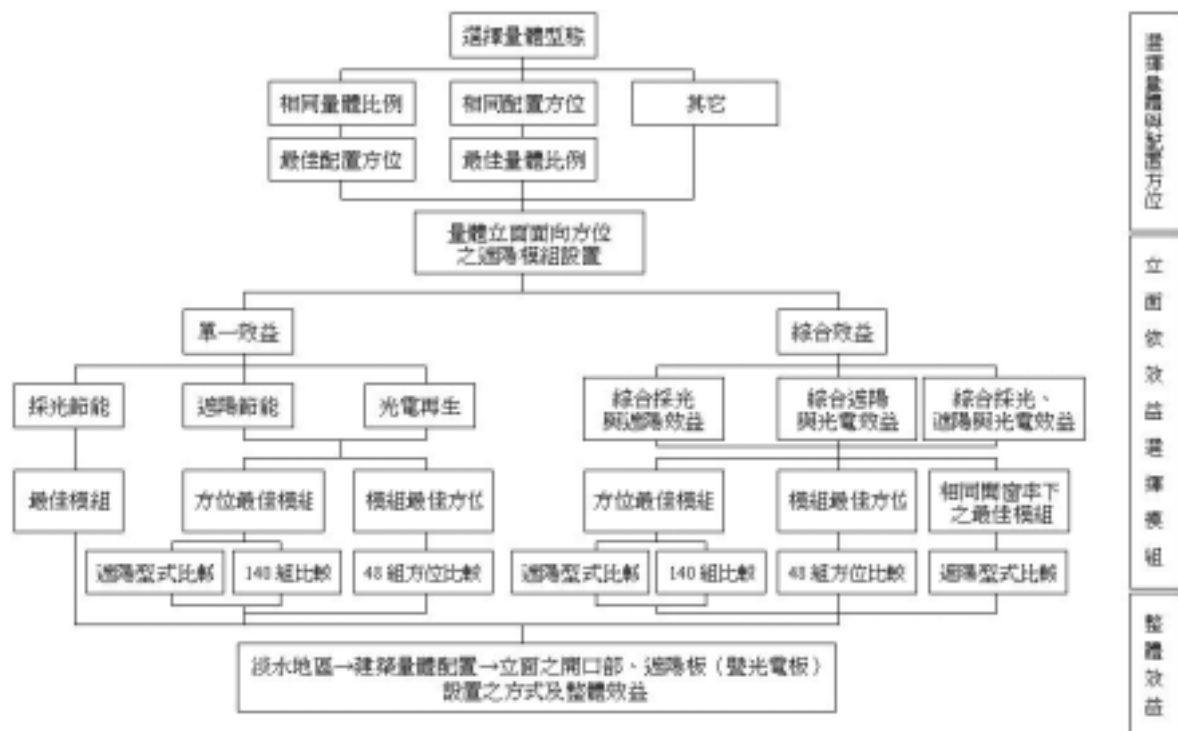 選擇量體型態
相同量體比例
相同配置方位
其它
最佳配置方位
最佳量體比例
量體立面面向方位
之遮陽模組設置
單一效益
綜合效益
採光節能
遮陽節能
光電再生
綜合採光
與遮陽效益
綜合遮陽
與光電效益
綜合採光、
遮陽與光電效益
最佳模組
方位最佳模組
模組最佳方位
方位最佳模組
模組最佳方位
相同開窗率下
之最佳模組
遮陽型式比較
140 組比較
48 組方位比較
遮陽型式比較
140 組比較
48 組方位比較
遮陽型式比較
淡水地區→建築量體配置→立窗之開口部、遮陽板（暨光電板）
設置之方式及整體效益
選擇量體與配置方位
立面依效益選擇模組
整體效益